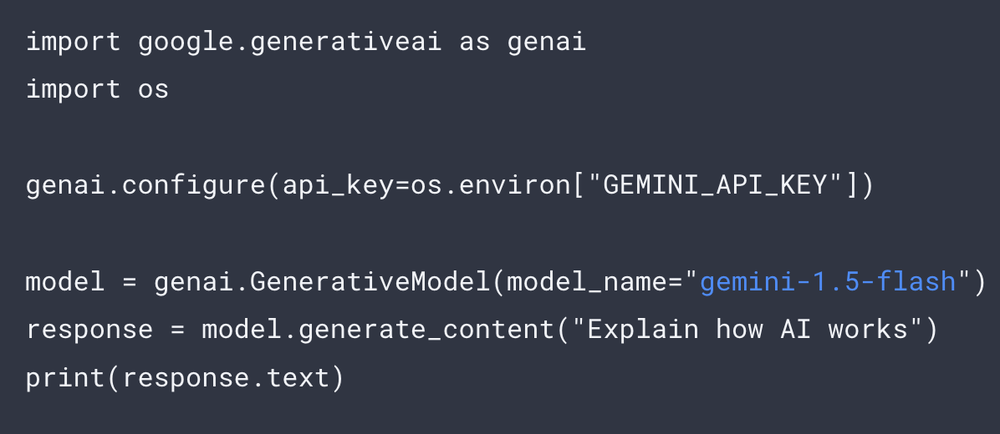 import google.generativeai as genai
import os
genai.configure(api_key=os.environ["GEMINI_API_KEY"])
model = genai.GenerativeModel(model_name="gemini-1.5-flash")
response = model.generate_content("Explain how AI works")
print(response.text)